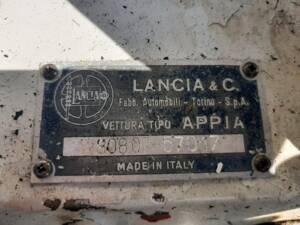 LANCIA
LANCIA & C.
Fabb. Automobili - Torino - S.p.A.
VETTURA TIPO APPIA
MADE IN ITALY